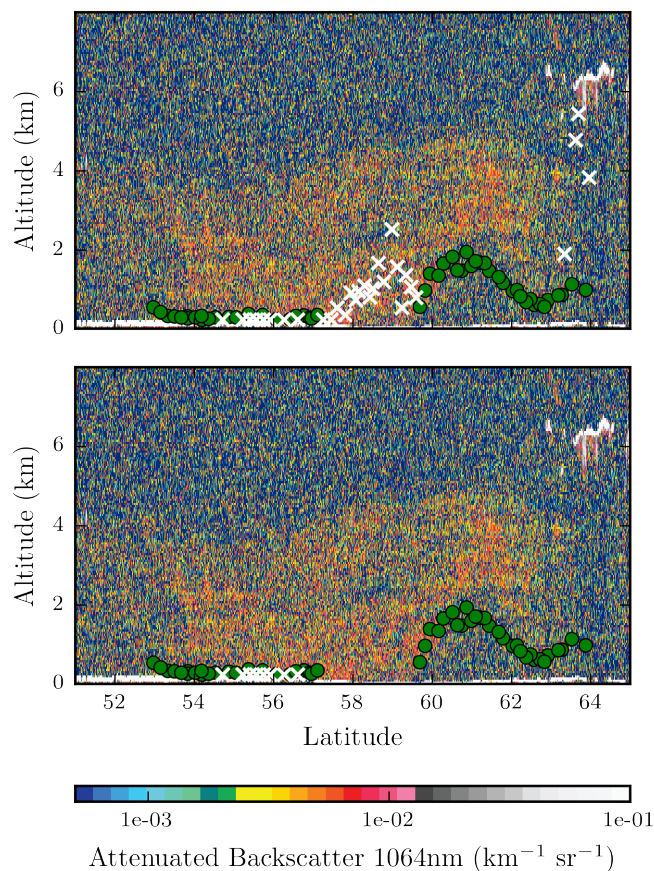 6
4
2
0
Altitude (km)
6
4
2
0
Altitude (km)
52 54 56 58 60 62 64
Latitude
1e-03 1e-02 1e-01
Attenuated Backscatter 1064nm (km⁻¹ sr⁻¹)